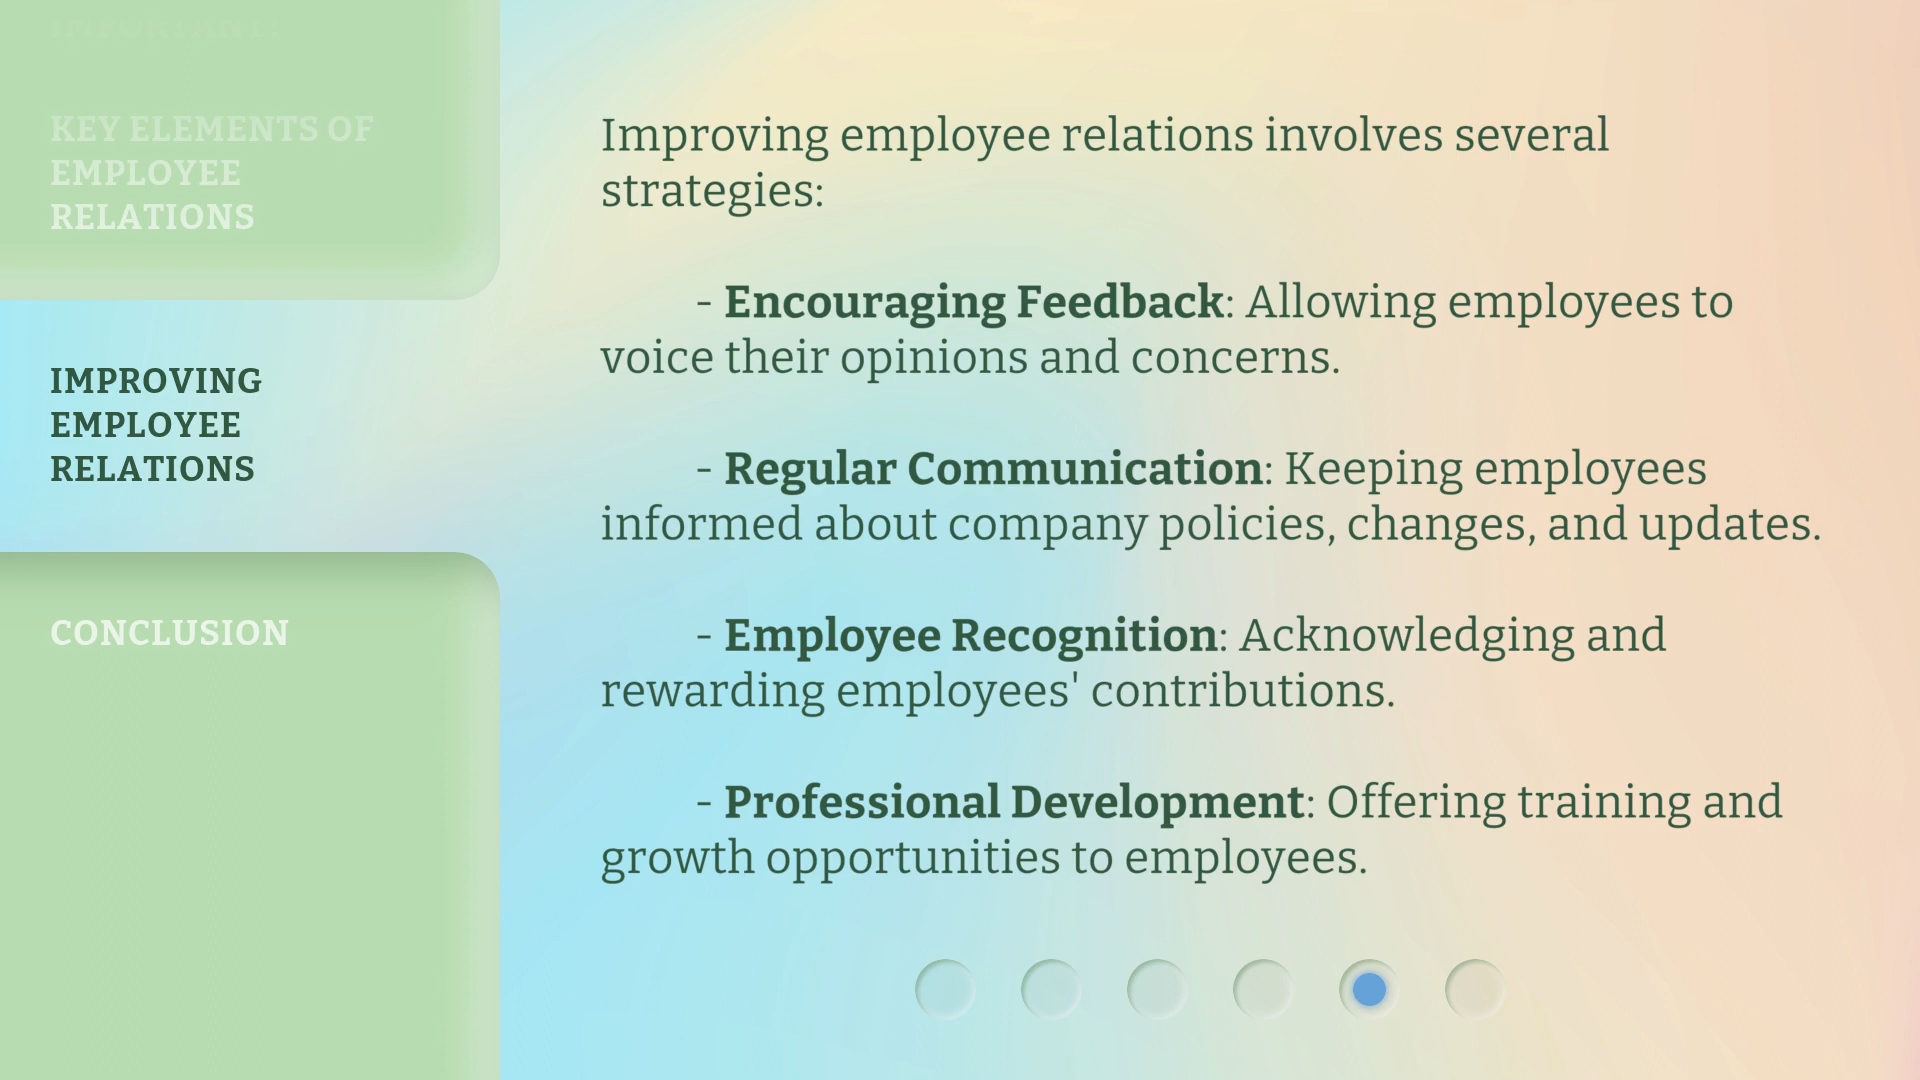 KEY ELEMENTS OF
EMPLOYEE
RELATIONS
IMPROVING
EMPLOYEE
RELATIONS
CONCLUSION
Improving employee relations involves several
strategies:
- Encouraging Feedback: Allowing employees to
voice their opinions and concerns.
- Regular Communication: Keeping employees
informed about company policies, changes, and updates.
- Employee Recognition: Acknowledging and
rewarding employees' contributions.
- Professional Development: Offering training and
growth opportunities to employees.